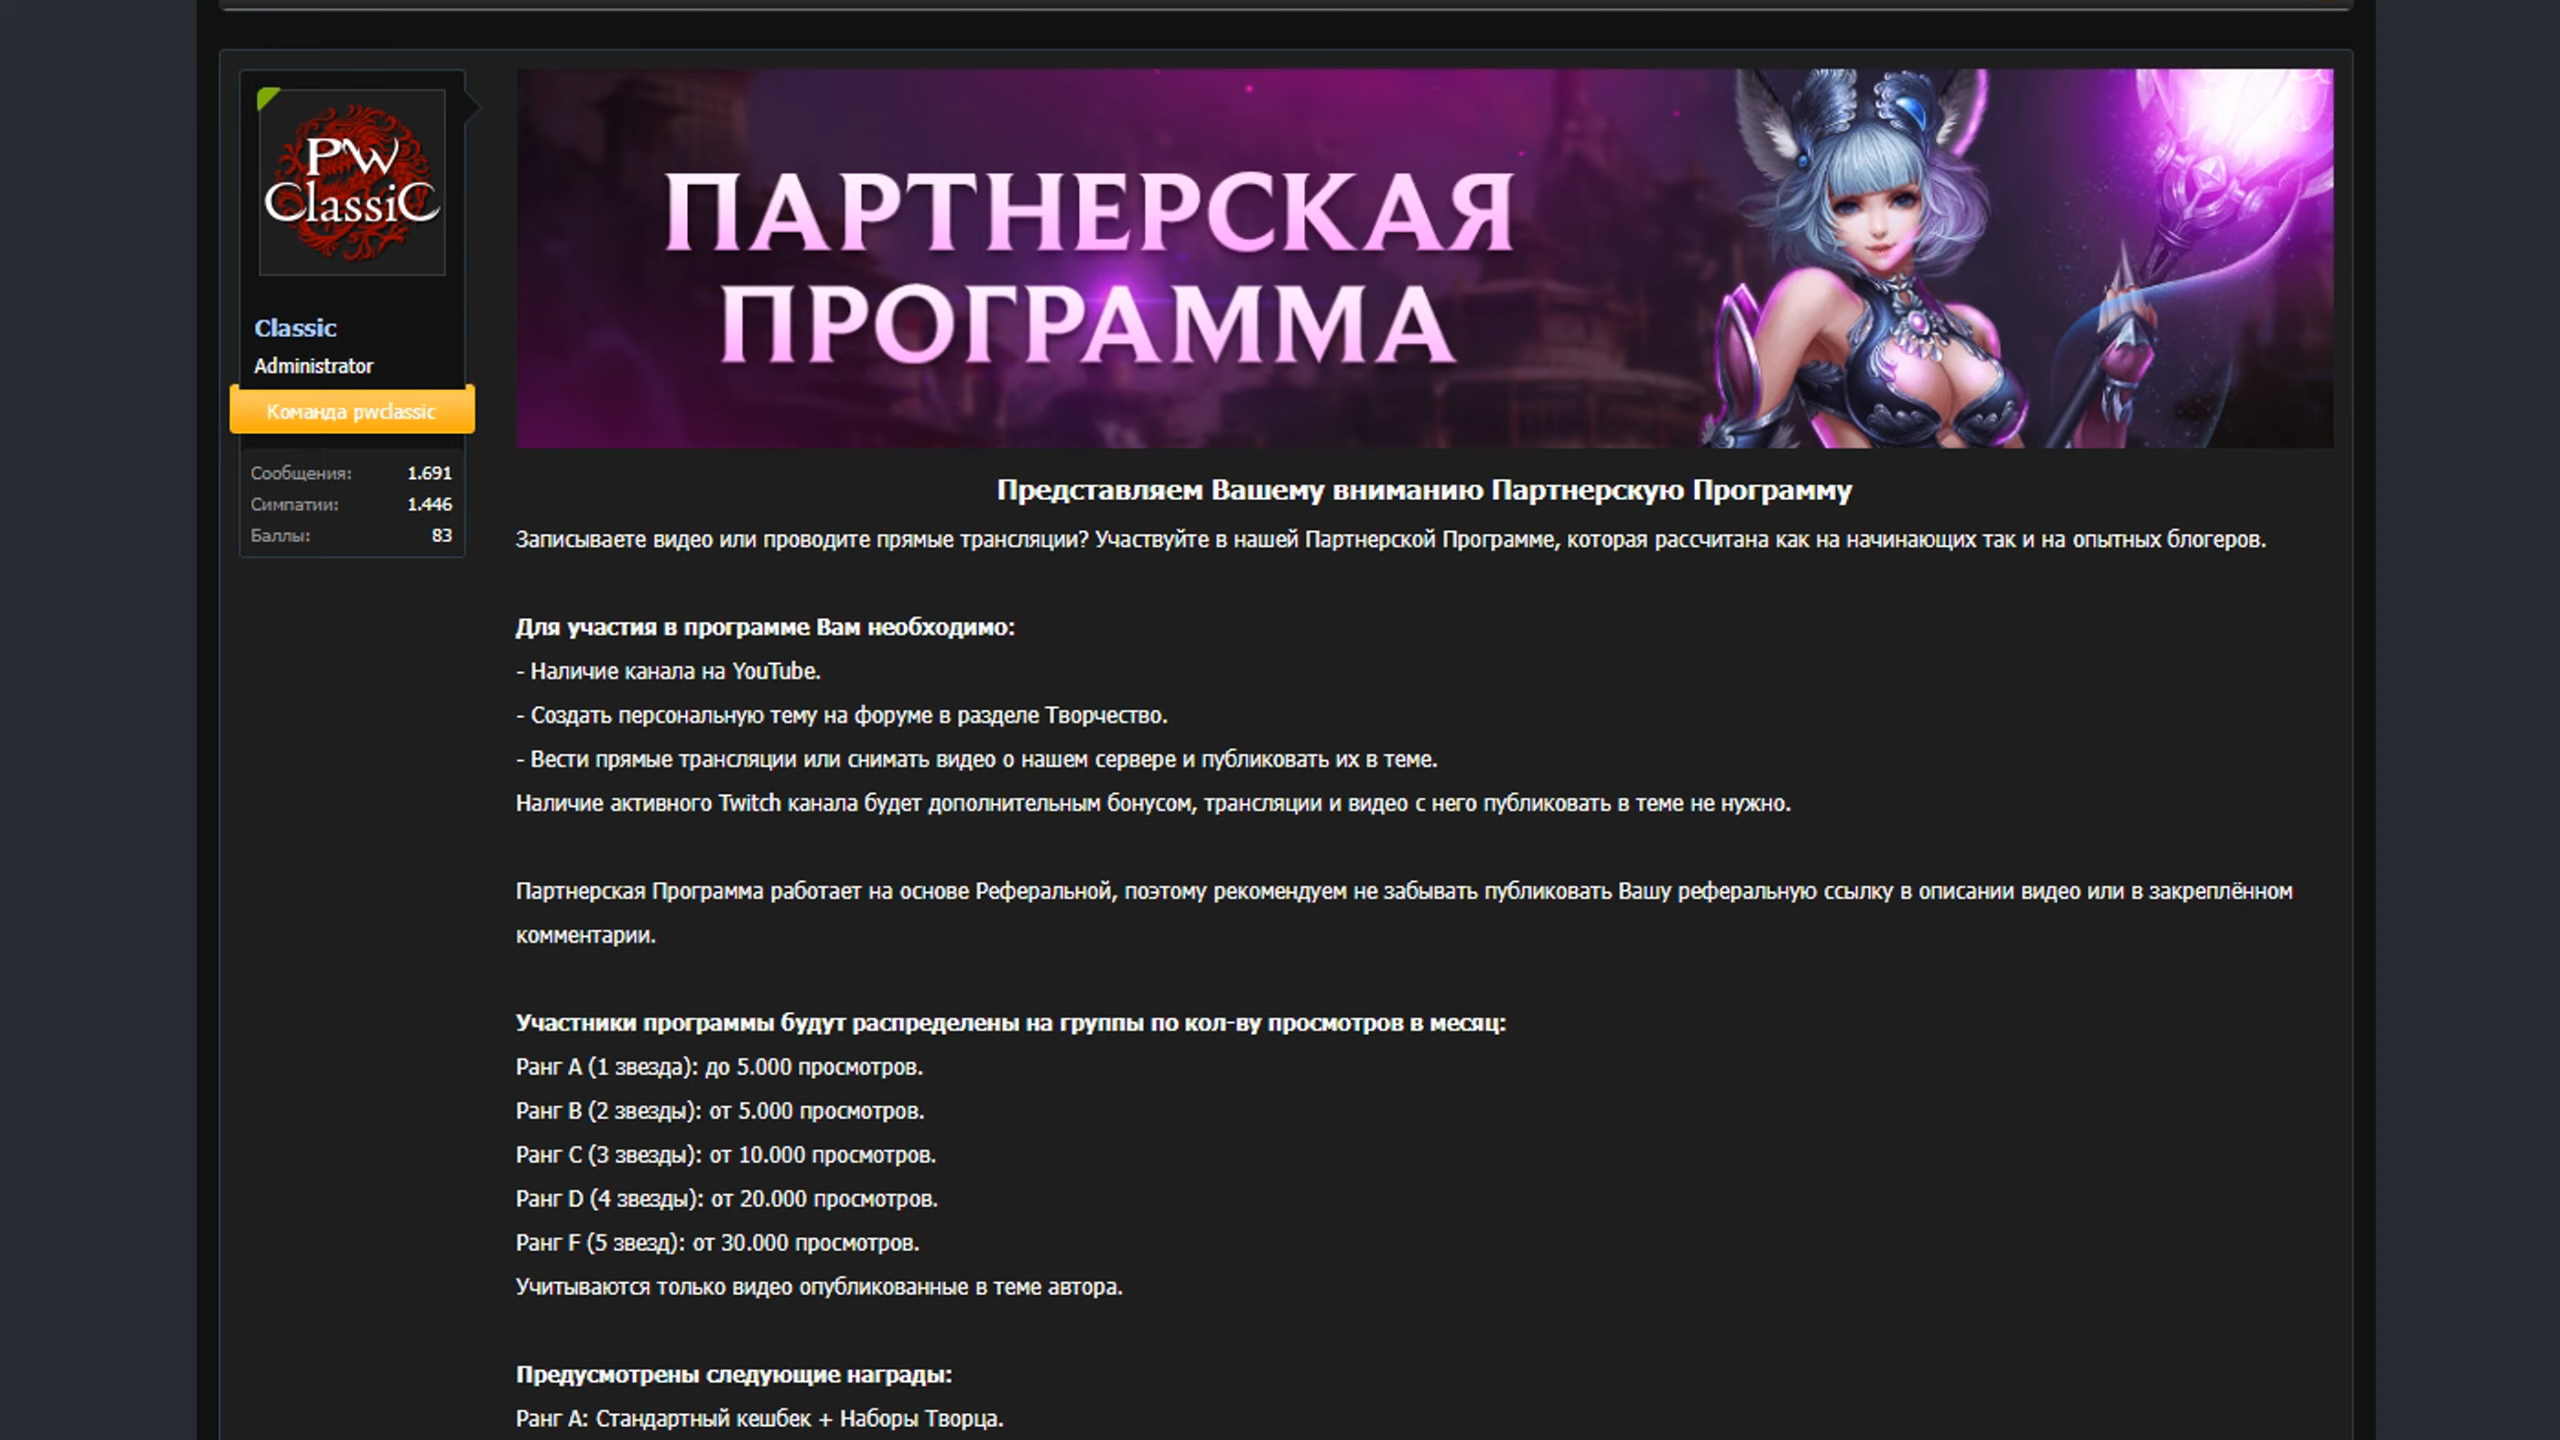 PW
ClassiC
Classic
Administrator
Команда pwclassic
Сообщения: 1.691
Симпатии: 1.446
Баллы: 83
ПАРТНЕРСКАЯ
ПРОГРАММА
Представляем Вашему вниманию Партнерскую Программу
Записываете видео или проводите прямые трансляции? Участвуйте в нашей Партнерской Программе, которая рассчитана как на начинающих так и на опытных блогеров.
Для участия в программе Вам необходимо:
- Наличие канала на YouTube.
- Создать персональную тему на форуме в разделе Творчество.
- Вести прямые трансляции или снимать видео о нашем сервере и публиковать их в теме.
Наличие активного Twitch канала будет дополнительным бонусом, трансляции и видео с него публиковать в теме не нужно.
Партнерская Программа работает на основе Реферальной, поэтому рекомендуем не забывать публиковать Вашу реферальную ссылку в описании видео или в закреплённом
комментарии.
Участники программы будут распределены на группы по кол-ву просмотров в месяц:
Ранг A (1 звезда): до 5.000 просмотров.
Ранг B (2 звезды): от 5.000 просмотров.
Ранг C (3 звезды): от 10.000 просмотров.
Ранг D (4 звезды): от 20.000 просмотров.
Ранг F (5 звезд): от 30.000 просмотров.
Учитываются только видео опубликованные в теме автора.
Предусмотрены следующие награды:
Ранг A: Стандартный кешбек + Наборы Творца.